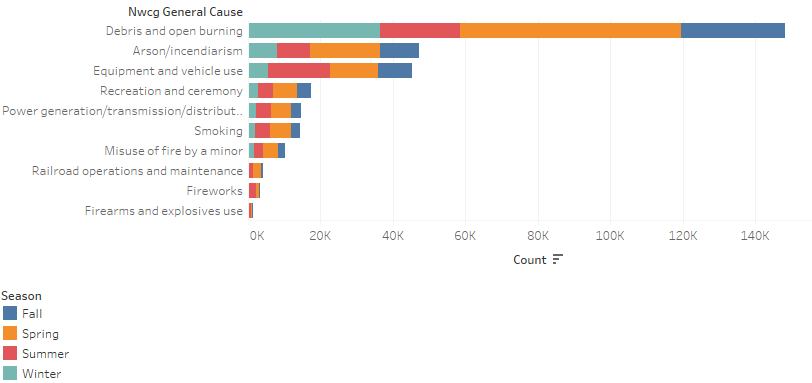 Nwcg General Cause
Debris and open burning
Arson/incendiarism
Equipment and vehicle use
Recreation and ceremony
Power generation/transmission/distribut..
Smoking
Misuse of fire by a minor
Railroad operations and maintenance
Fireworks
Firearms and explosives use
0K 20K 40K 60K 80K 100K 120K 140K
Count
Season
Fall
Spring
Summer
Winter